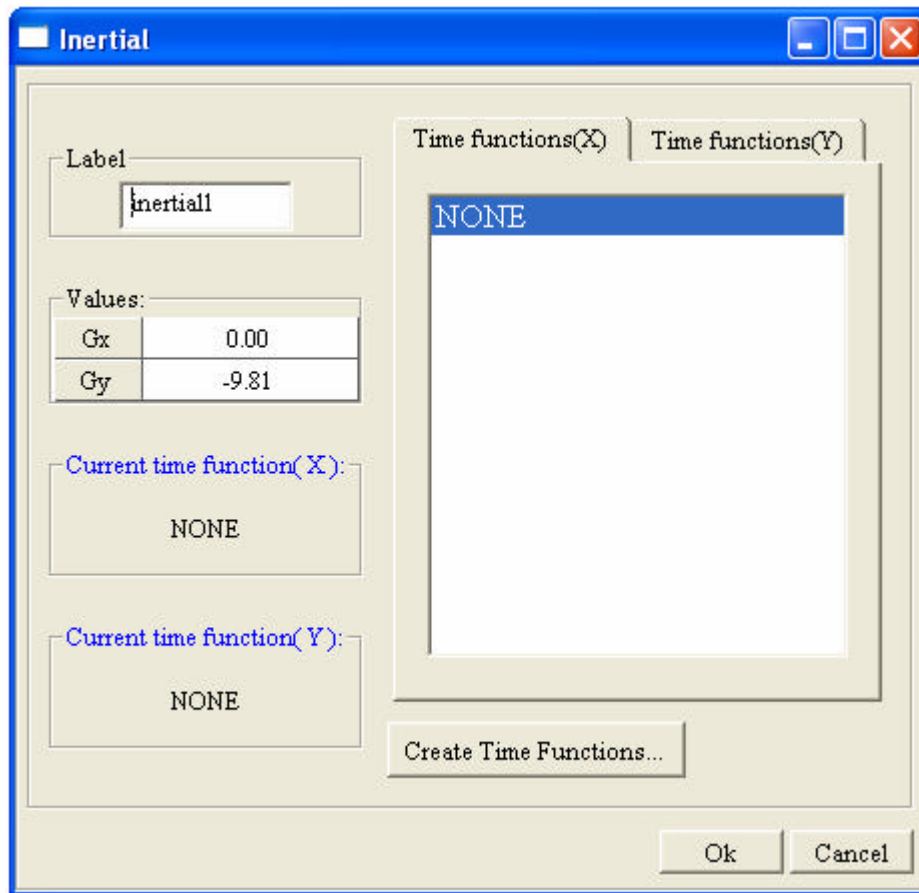 Inertial
Label
inertial1
Values:
Gx 0.00
Gy -9.81
Current time function(X):
NONE
Current time function(Y):
NONE
Time functions(X) Time functions(Y)
NONE
Create Time Functions...
Ok Cancel